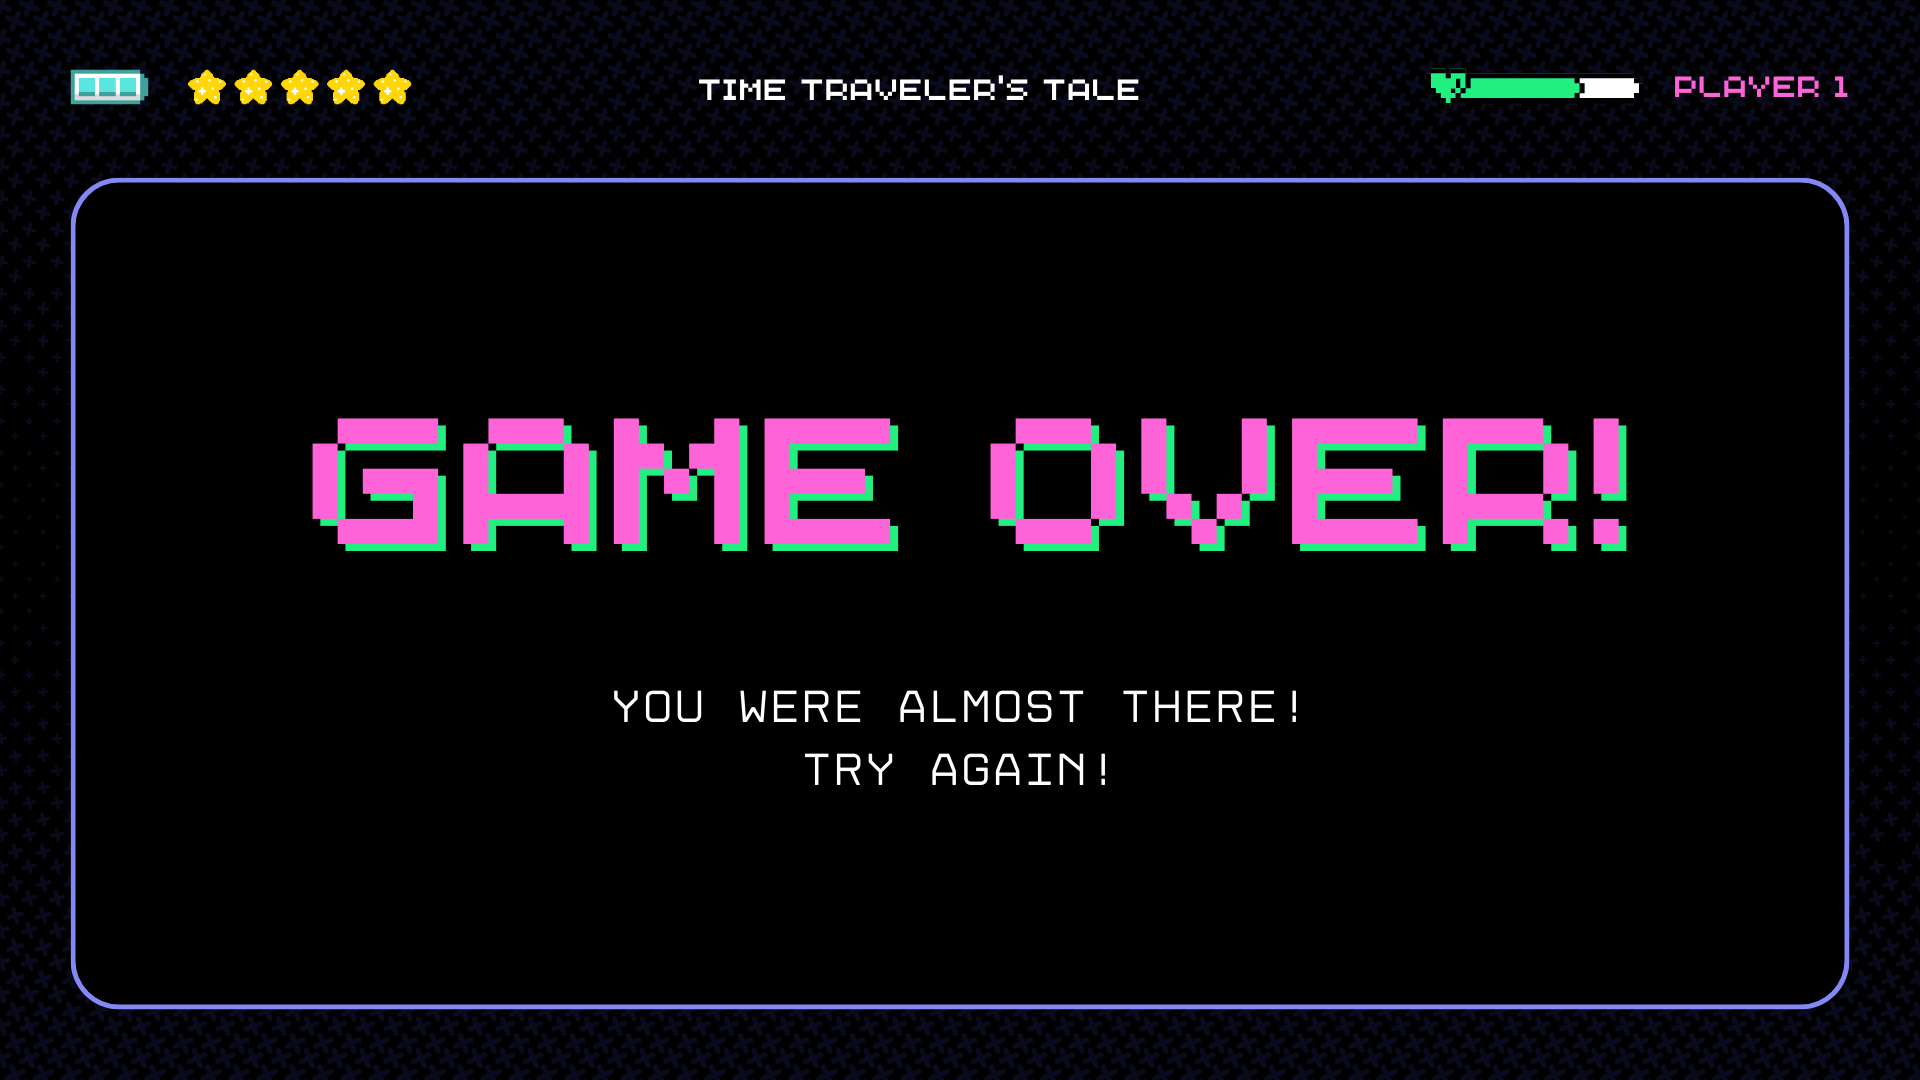 TIME TRAVELER'S TALE
PLAYER 1
GAME OVER!
YOU WERE ALMOST THERE!
TRY AGAIN!